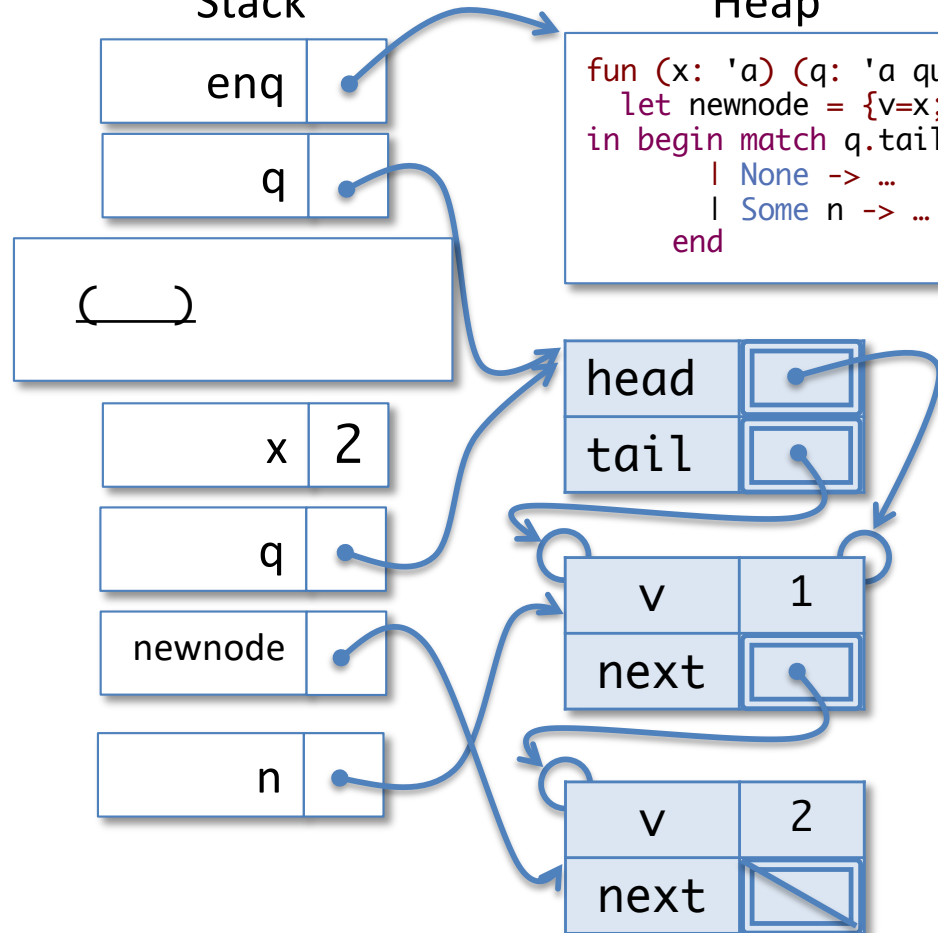 Stack
Heap
enq
q
(___)
x 2
q
newnode
n
fun (x: 'a) (q: 'a qu
let newnode = {v=x;
in begin match q.tail
| None -> …
| Some n -> …
end
head
tail
v 1
next
v 2
next